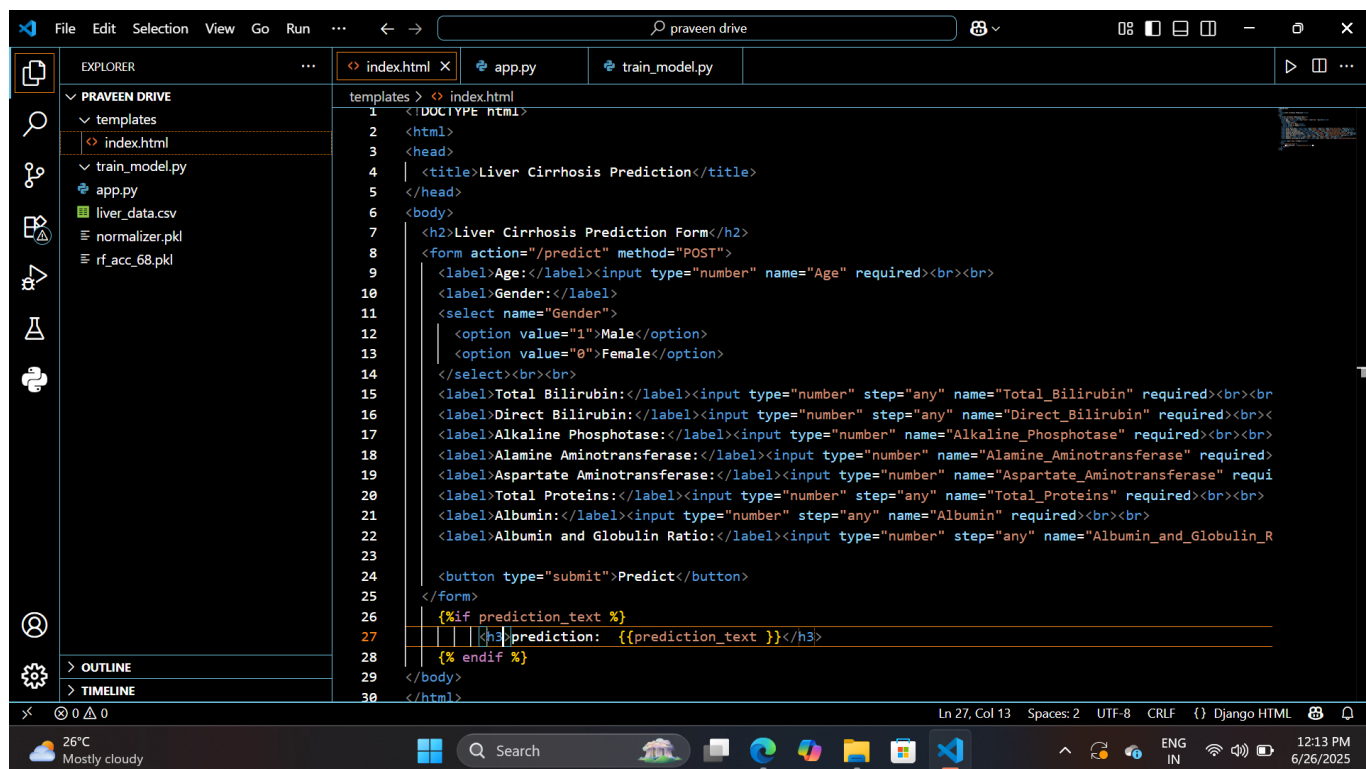 File Edit Selection View Go Run ··· praveen drive
EXPLORER ···
PRAVEEN DRIVE
templates
index.html
train_model.py
app.py
liver_data.csv
normalizer.pkl
rf_acc_68.pkl
OUTLINE
TIMELINE
index.html app.py train_model.py
templates > index.html
1 <!DOCTYPE html>
2 <html>
3 <head>
4 <title>Liver Cirrhosis Prediction</title>
5 </head>
6 <body>
7 <h2>Liver Cirrhosis Prediction Form</h2>
8 <form action="/predict" method="POST">
9 <label>Age:</label><input type="number" name="Age" required><br><br>
10 <label>Gender:</label>
11 <select name="Gender">
12 <option value="1">Male</option>
13 <option value="0">Female</option>
14 </select><br><br>
15 <label>Total Bilirubin:</label><input type="number" step="any" name="Total_Bilirubin" required><br><br
16 <label>Direct Bilirubin:</label><input type="number" step="any" name="Direct_Bilirubin" required><br><
17 <label>Alkaline Phosphotase:</label><input type="number" name="Alkaline_Phosphotase" required><br><br>
18 <label>Alamine Aminotransferase:</label><input type="number" name="Alamine_Aminotransferase" required>
19 <label>Aspartate Aminotransferase:</label><input type="number" name="Aspartate_Aminotransferase" requi
20 <label>Total Proteins:</label><input type="number" step="any" name="Total_Proteins" required><br><br>
21 <label>Albumin:</label><input type="number" step="any" name="Albumin" required><br><br>
22 <label>Albumin and Globulin Ratio:</label><input type="number" step="any" name="Albumin_and_Globulin_R
23
24 <button type="submit">Predict</button>
25 </form>
26 {%if prediction_text %}
27 <h3>prediction:  {{prediction_text }}</h3>
28 {% endif %}
29 </body>
30 </html>
0 0 Ln 27, Col 13 Spaces: 2 UTF-8 CRLF {} Django HTML
26°C
Mostly cloudy
Search
ENG
IN
12:13 PM
6/26/2025